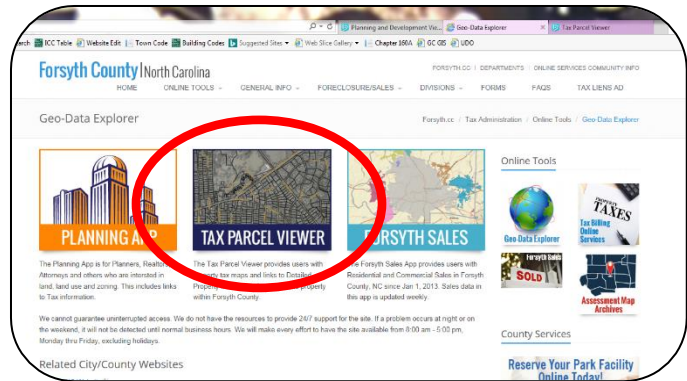 Planning and Development Vie...
Geo-Data Explorer
Tax Parcel Viewer
ICC Table
Website Edit
Town Code
Building Codes
Suggested Sites
Web Slice Gallery
Chapter 160A
GC GIS
UDO
Forsyth County North Carolina
FORSYTH.CC DEPARTMENTS ONLINE SERVICES COMMUNITY INFO
HOME ONLINE TOOLS GENERAL INFO FORECLOSURE/SALES DIVISIONS FORMS FAQS TAX LIENS AD
Geo-Data Explorer
Forsyth.cc / Tax Administration / Online Tools / Geo-Data Explorer
PLANNING APP
The Planning App is for Planners, Realtors
Attorneys and others who are intersted in
land, land use and zoning. This includes links
to Tax information.
TAX PARCEL VIEWER
The Tax Parcel Viewer provides users with
Property tax maps and links to Detailed
property
within Forsyth County.
FORSYTH SALES
The Forsyth Sales App provides users with
Residential and Commercial Sales in Forsyth
County, NC since Jan 1, 2013. Sales data in
this app is updated weekly.
We cannot guarantee uninterrupted access. We do not have the resources to provide 24/7 support for the site. If a problem occurs at night or on
the weekend, it will not be detected until normal business hours. We will make every effort to have the site available from 8:00 am - 5:00 pm,
Monday thru Friday, excluding holidays.
Related City/County Websites
Online Tools
Geo-Data Explorer
PROPERTY
TAXES
Tax Billing
Online
Services
Forsyth Sales
SOLD
Assessment Map
Archives
County Services
Reserve Your Park Facility
Online Today!